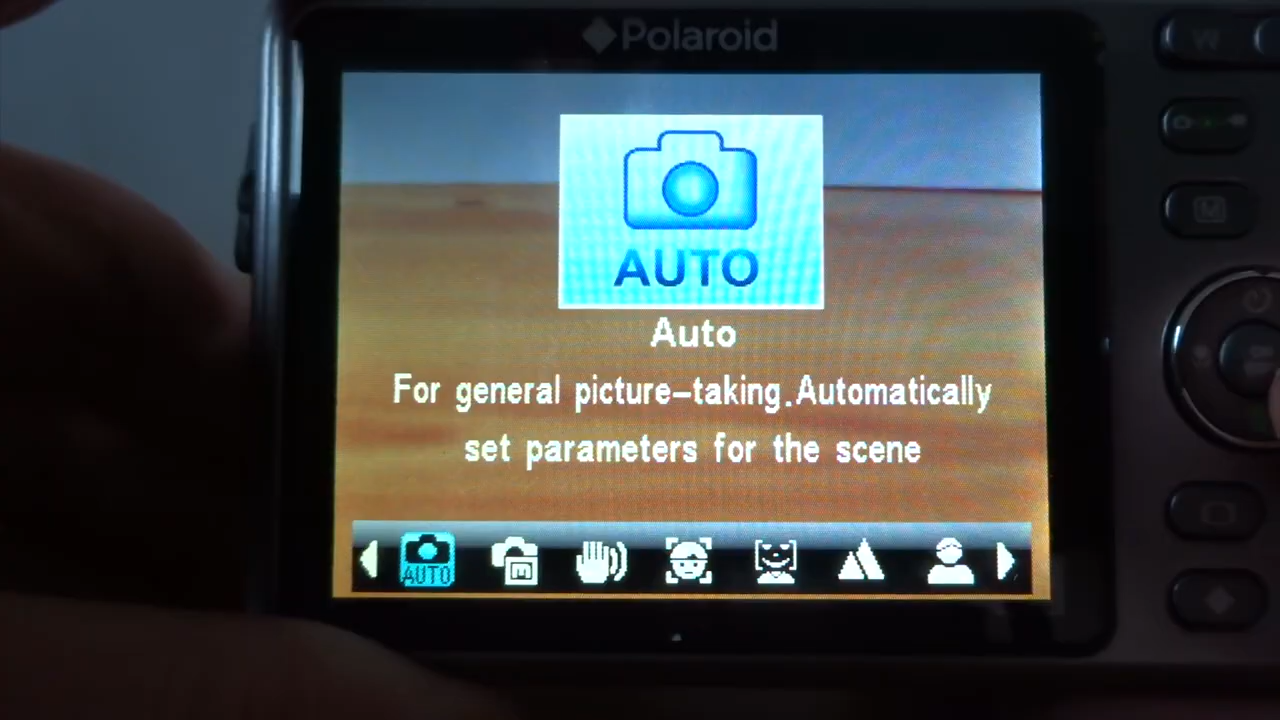 Polaroid
W
M
AUTO
Auto
For general picture-taking.Automatically
set parameters for the scene
AUTO
M